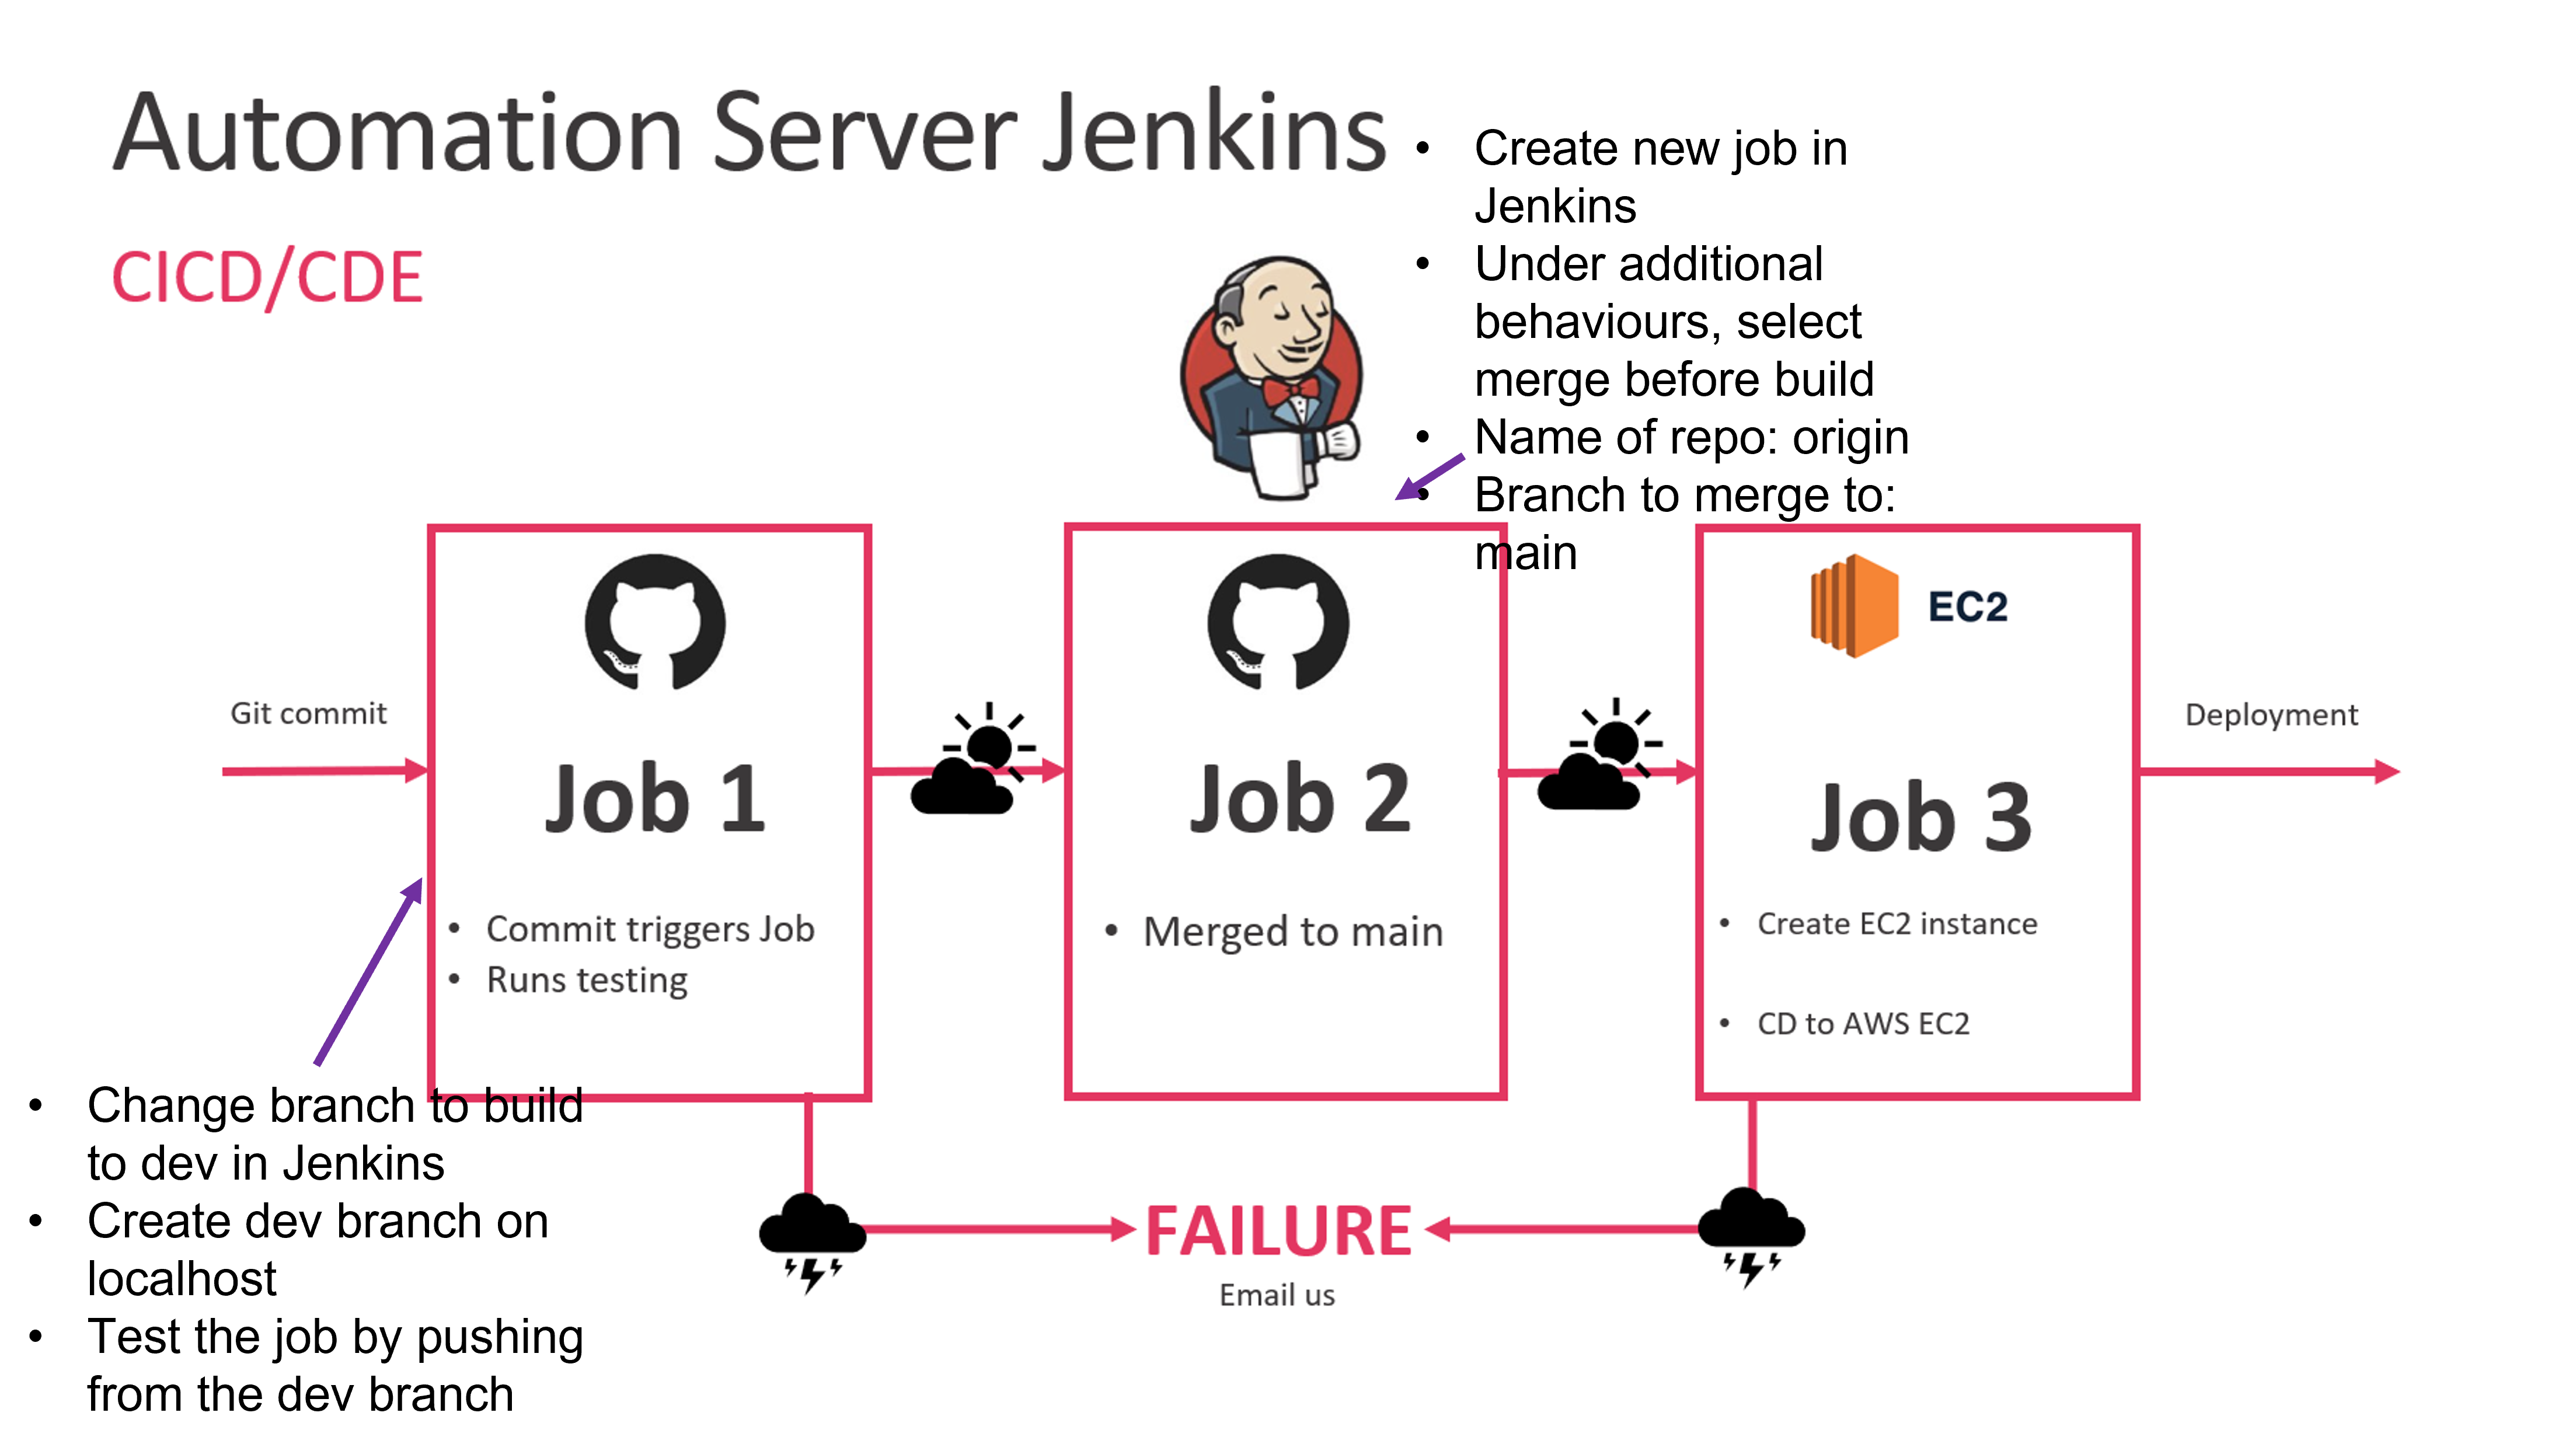 Automation Server Jenkins
CICD/CDE
• Create new job in
Jenkins
• Under additional
behaviours, select
merge before build
• Name of repo: origin
• Branch to merge to:
main
Git commit
Job 1
• Commit triggers Job
• Runs testing
Job 2
• Merged to main
EC2
Job 3
• Create EC2 instance
• CD to AWS EC2
Deployment
• Change branch to build
to dev in Jenkins
• Create dev branch on
localhost
• Test the job by pushing
from the dev branch
FAILURE
Email us